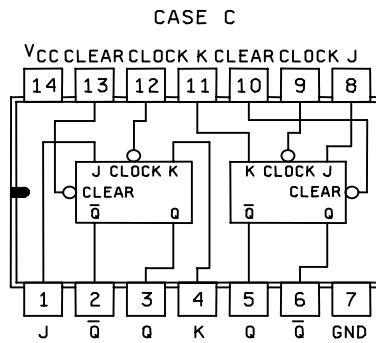 CASE C
VCC CLEAR CLOCK K CLEAR CLOCK J
14 13 12 11 10 9 8
J CLOCK K K CLOCK J
CLEAR CLEAR
Q̅ Q Q̅ Q
1 2 3 4 5 6 7
J Q̅ Q K Q Q̅ GND